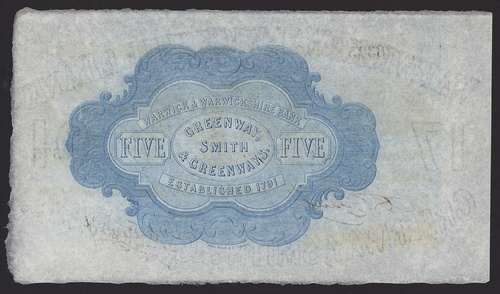 WARWICK & WARWICKSHIRE BANK
GREENWAY,
FIVE SMITH FIVE
& GREENWAYS.
ESTABLISHED 1791